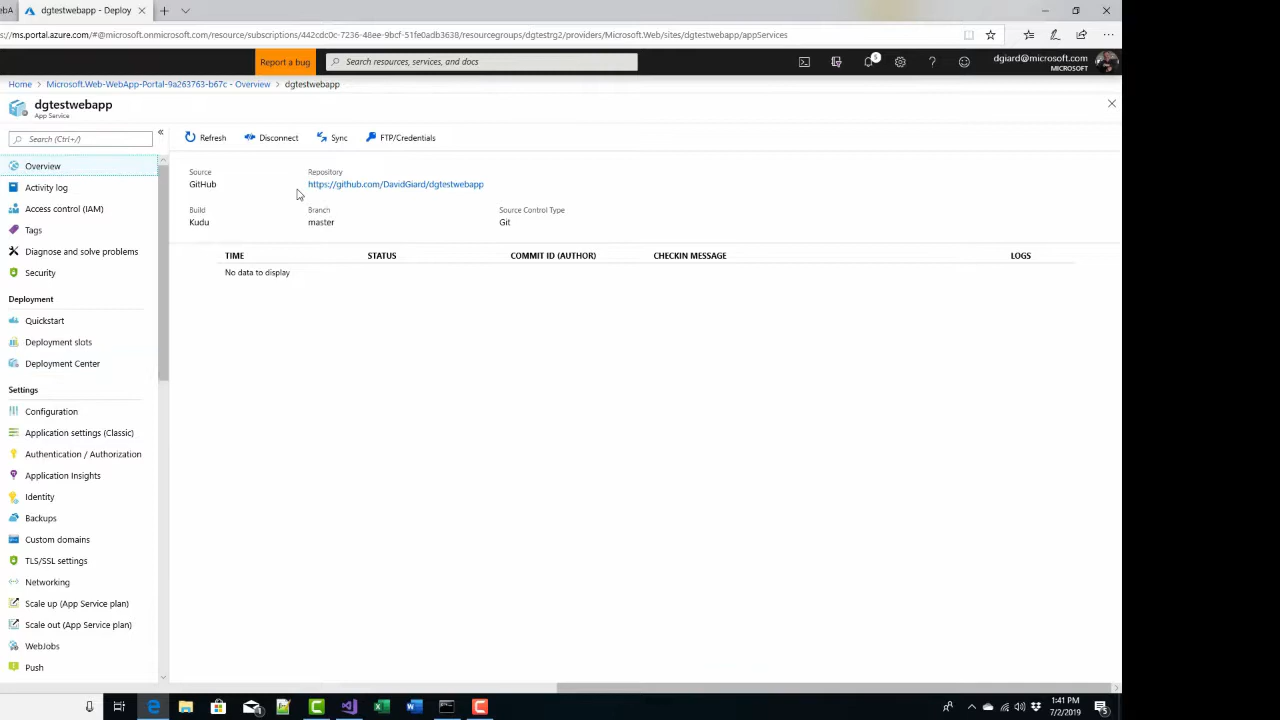 ebA
dgtestwebapp - Deploy
s://ms.portal.azure.com/#@microsoft.onmicrosoft.com/resource/subscriptions/442cdc0c-7236-48ee-9bcf-51fe0adb3638/resourcegroups/dgtestrg2/providers/Microsoft.Web/sites/dgtestwebapp/appServices
Report a bug
Search resources, services, and docs
5
dgiard@microsoft.com
MICROSOFT
Home > Microsoft.Web-WebApp-Portal-9a263763-b67c - Overview > dgtestwebapp
dgtestwebapp
App Service
Search (Ctrl+/)
Refresh
Disconnect
Sync
FTP/Credentials
Overview
Activity log
Access control (IAM)
Tags
Diagnose and solve problems
Security
Deployment
Quickstart
Deployment slots
Deployment Center
Settings
Configuration
Application settings (Classic)
Authentication / Authorization
Application Insights
Identity
Backups
Custom domains
TLS/SSL settings
Networking
Scale up (App Service plan)
Scale out (App Service plan)
WebJobs
Push
Source
GitHub
Repository
https://github.com/DavidGiard/dgtestwebapp
Build
Kudu
Branch
master
Source Control Type
Git
TIME STATUS COMMIT ID (AUTHOR) CHECKIN MESSAGE LOGS
No data to display
1:41 PM
7/2/2019